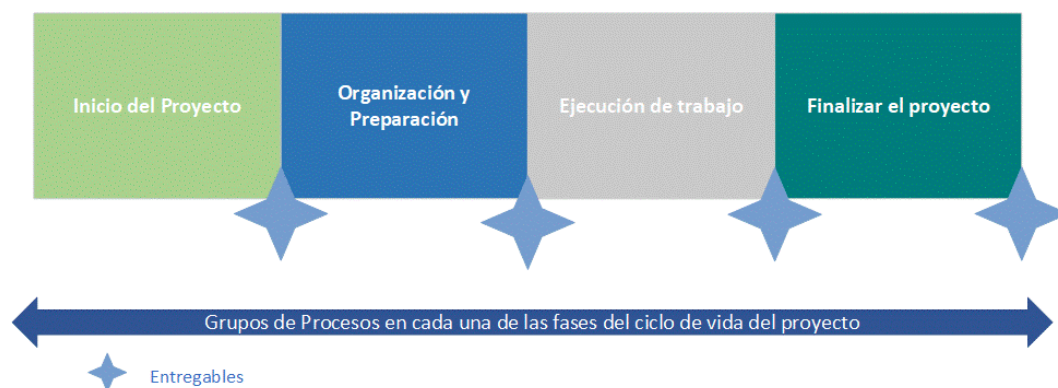 Inicio del Proyecto
Organización y
Preparación
Ejecución de trabajo
Finalizar el proyecto
Grupos de Procesos en cada una de las fases del ciclo de vida del proyecto
Entregables